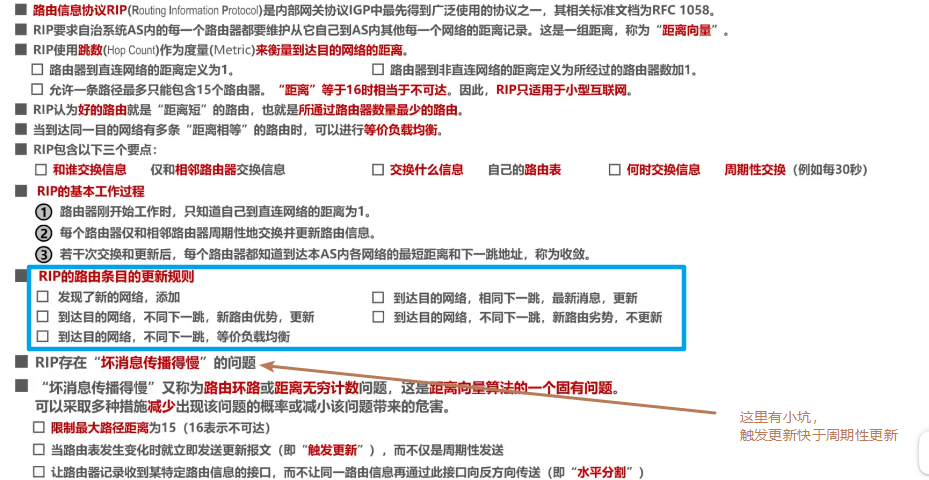 路由信息协议RIP(Routing Information Protocol)是内部网关协议IGP中最先得到广泛使用的协议之一，其相关标准文档为RFC 1058。
RIP要求自治系统AS内的每一个路由器都要维护从它自己到AS内其他每一个网络的距离记录。这是一组距离，称为“距离向量”。
RIP使用跳数(Hop Count)作为度量(Metric)来衡量到达目的网络的距离。
路由器到直连网络的距离定义为1。 路由器到非直连网络的距离定义为所经过的路由器数加1。
允许一条路径最多只能包含15个路由器。 “距离”等于16时相当于不可达。因此，RIP只适用于小型互联网。
RIP认为好的路由就是“距离短”的路由，也就是所通过路由器数量最少的路由。
当到达同一目的网络有多条“距离相等”的路由时，可以进行等价负载均衡。
RIP包含以下三个要点：
和谁交换信息 仅和相邻路由器交换信息 交换什么信息 自己的路由表 何时交换信息 周期性交换（例如每30秒）
RIP的基本工作过程
① 路由器刚开始工作时，只知道自己到直连网络的距离为1。
② 每个路由器仅和相邻路由器周期性地交换并更新路由信息。
③ 若干次交换和更新后，每个路由器都知道到达本AS内各网络的最短距离和下一跳地址，称为收敛。
RIP的路由条目的更新规则
发现了新的网络，添加 到达目的网络，相同下一跳，最新消息，更新
到达目的网络，不同下一跳，新路由优势，更新 到达目的网络，不同下一跳，新路由劣势，不更新
到达目的网络，不同下一跳，等价负载均衡
RIP存在“坏消息传播得慢”的问题
“坏消息传播得慢”又称为路由环路或距离无穷计数问题，这是距离向量算法的一个固有问题。
可以采取多种措施减少出现该问题的概率或减小该问题带来的危害。
限制最大路径距离为15（16表示不可达）
当路由表发生变化时就立即发送更新报文（即“触发更新”），而不仅是周期性发送
让路由器记录收到某特定路由信息的接口，而不让同一路由信息再通过此接口向反方向传送（即“水平分割”）
这里有小坑，
触发更新快于周期性更新